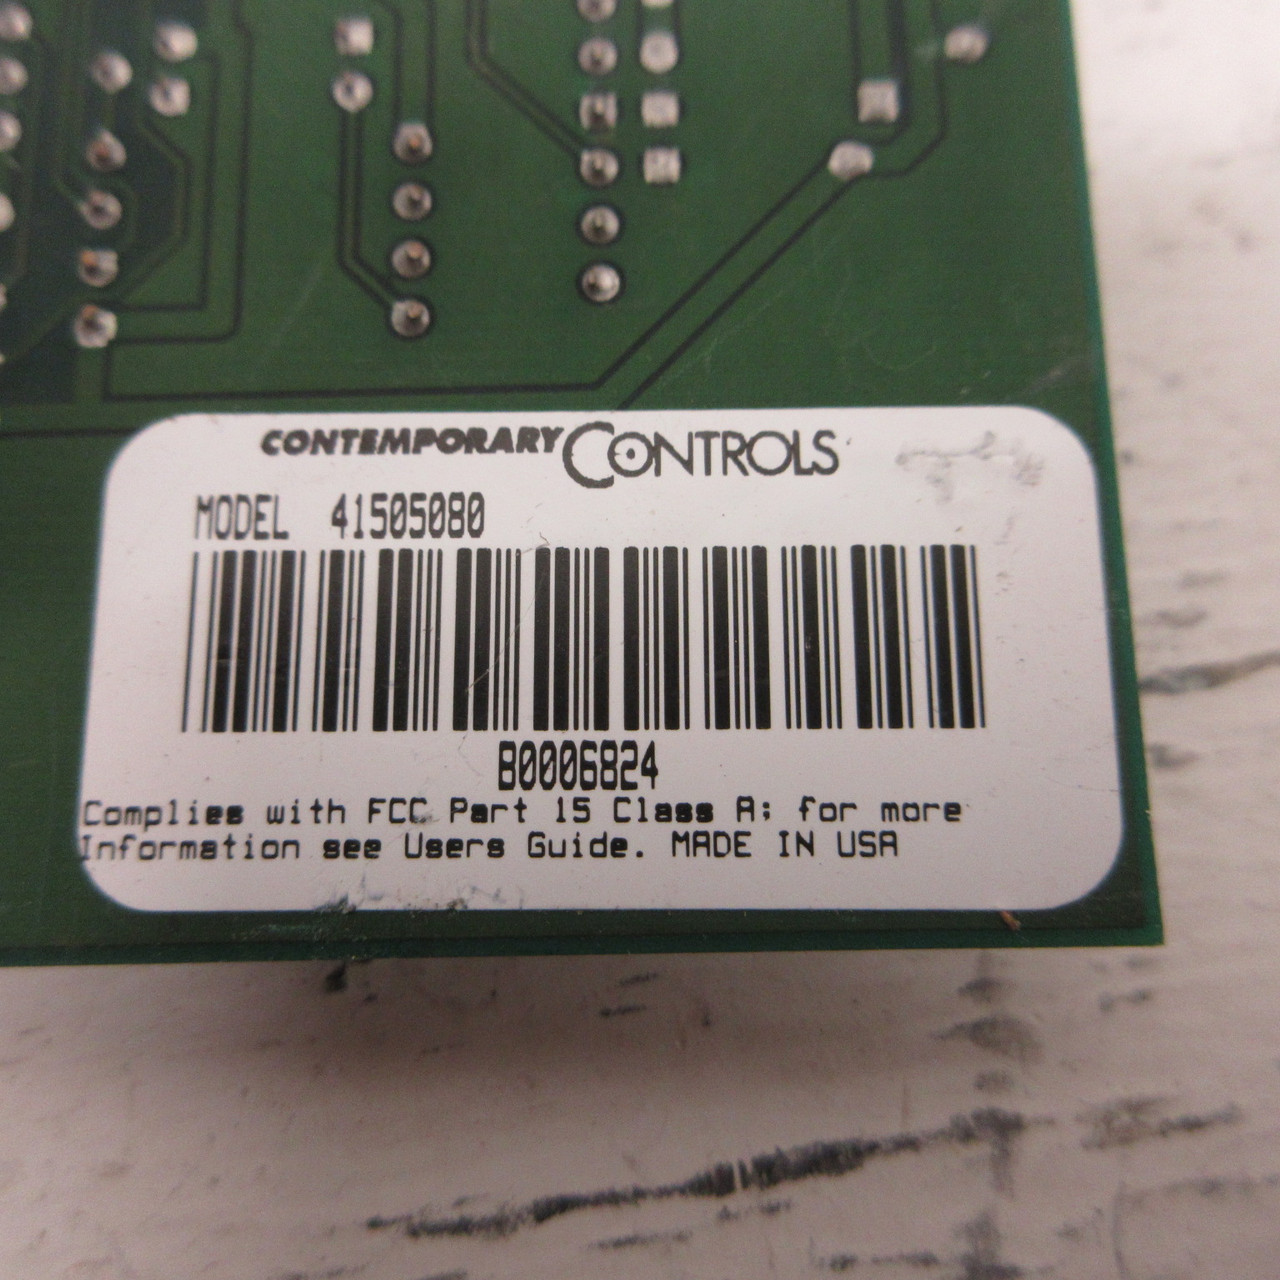 CONTEMPORARY CONTROLS
MODEL 41505080
B0006824
Complies with FCC Part 15 Class A; for more
Information see Users Guide. MADE IN USA